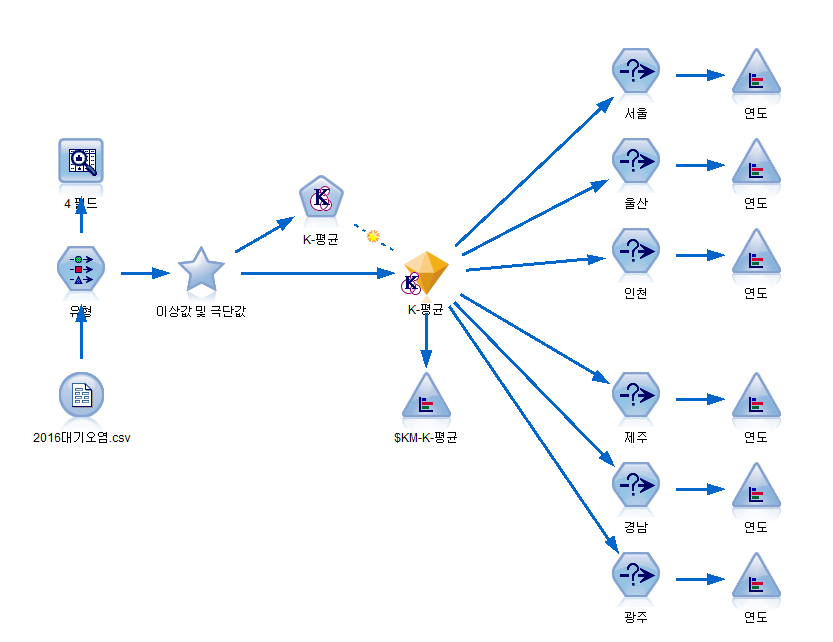 서울
연도
4 필드
울산
연도
K-평균
K
유형
이상값 및 극단값
K
K-평균
인천
연도
2016대기오염.csv
$KM-K-평균
제주
연도
경남
연도
광주
연도